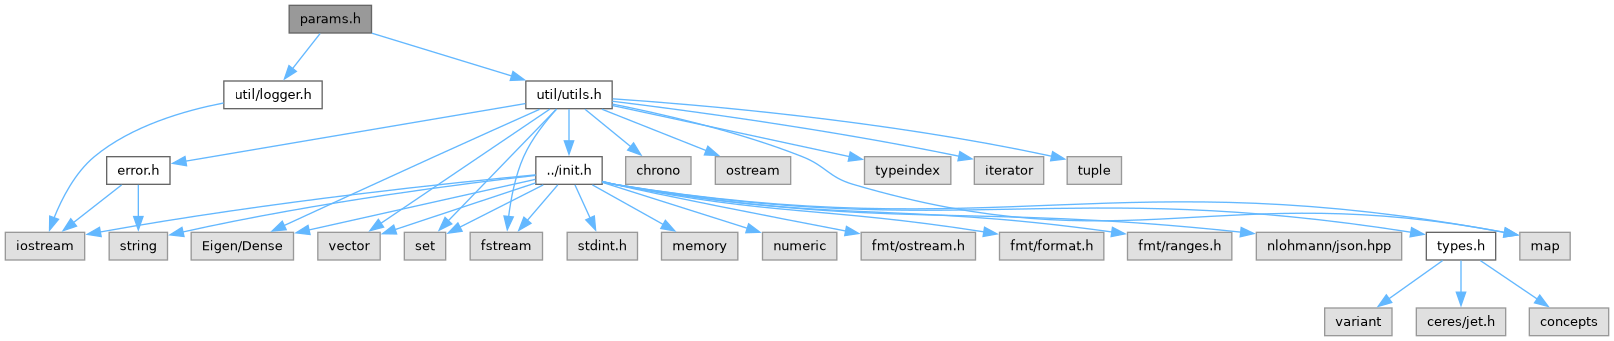 params.h
util/logger.h
util/utils.h
error.h
../init.h
chrono
ostream
typeindex
iterator
tuple
iostream
string
Eigen/Dense
vector
set
fstream
stdint.h
memory
numeric
fmt/ostream.h
fmt/format.h
fmt/ranges.h
nlohmann/json.hpp
types.h
map
variant
ceres/jet.h
concepts